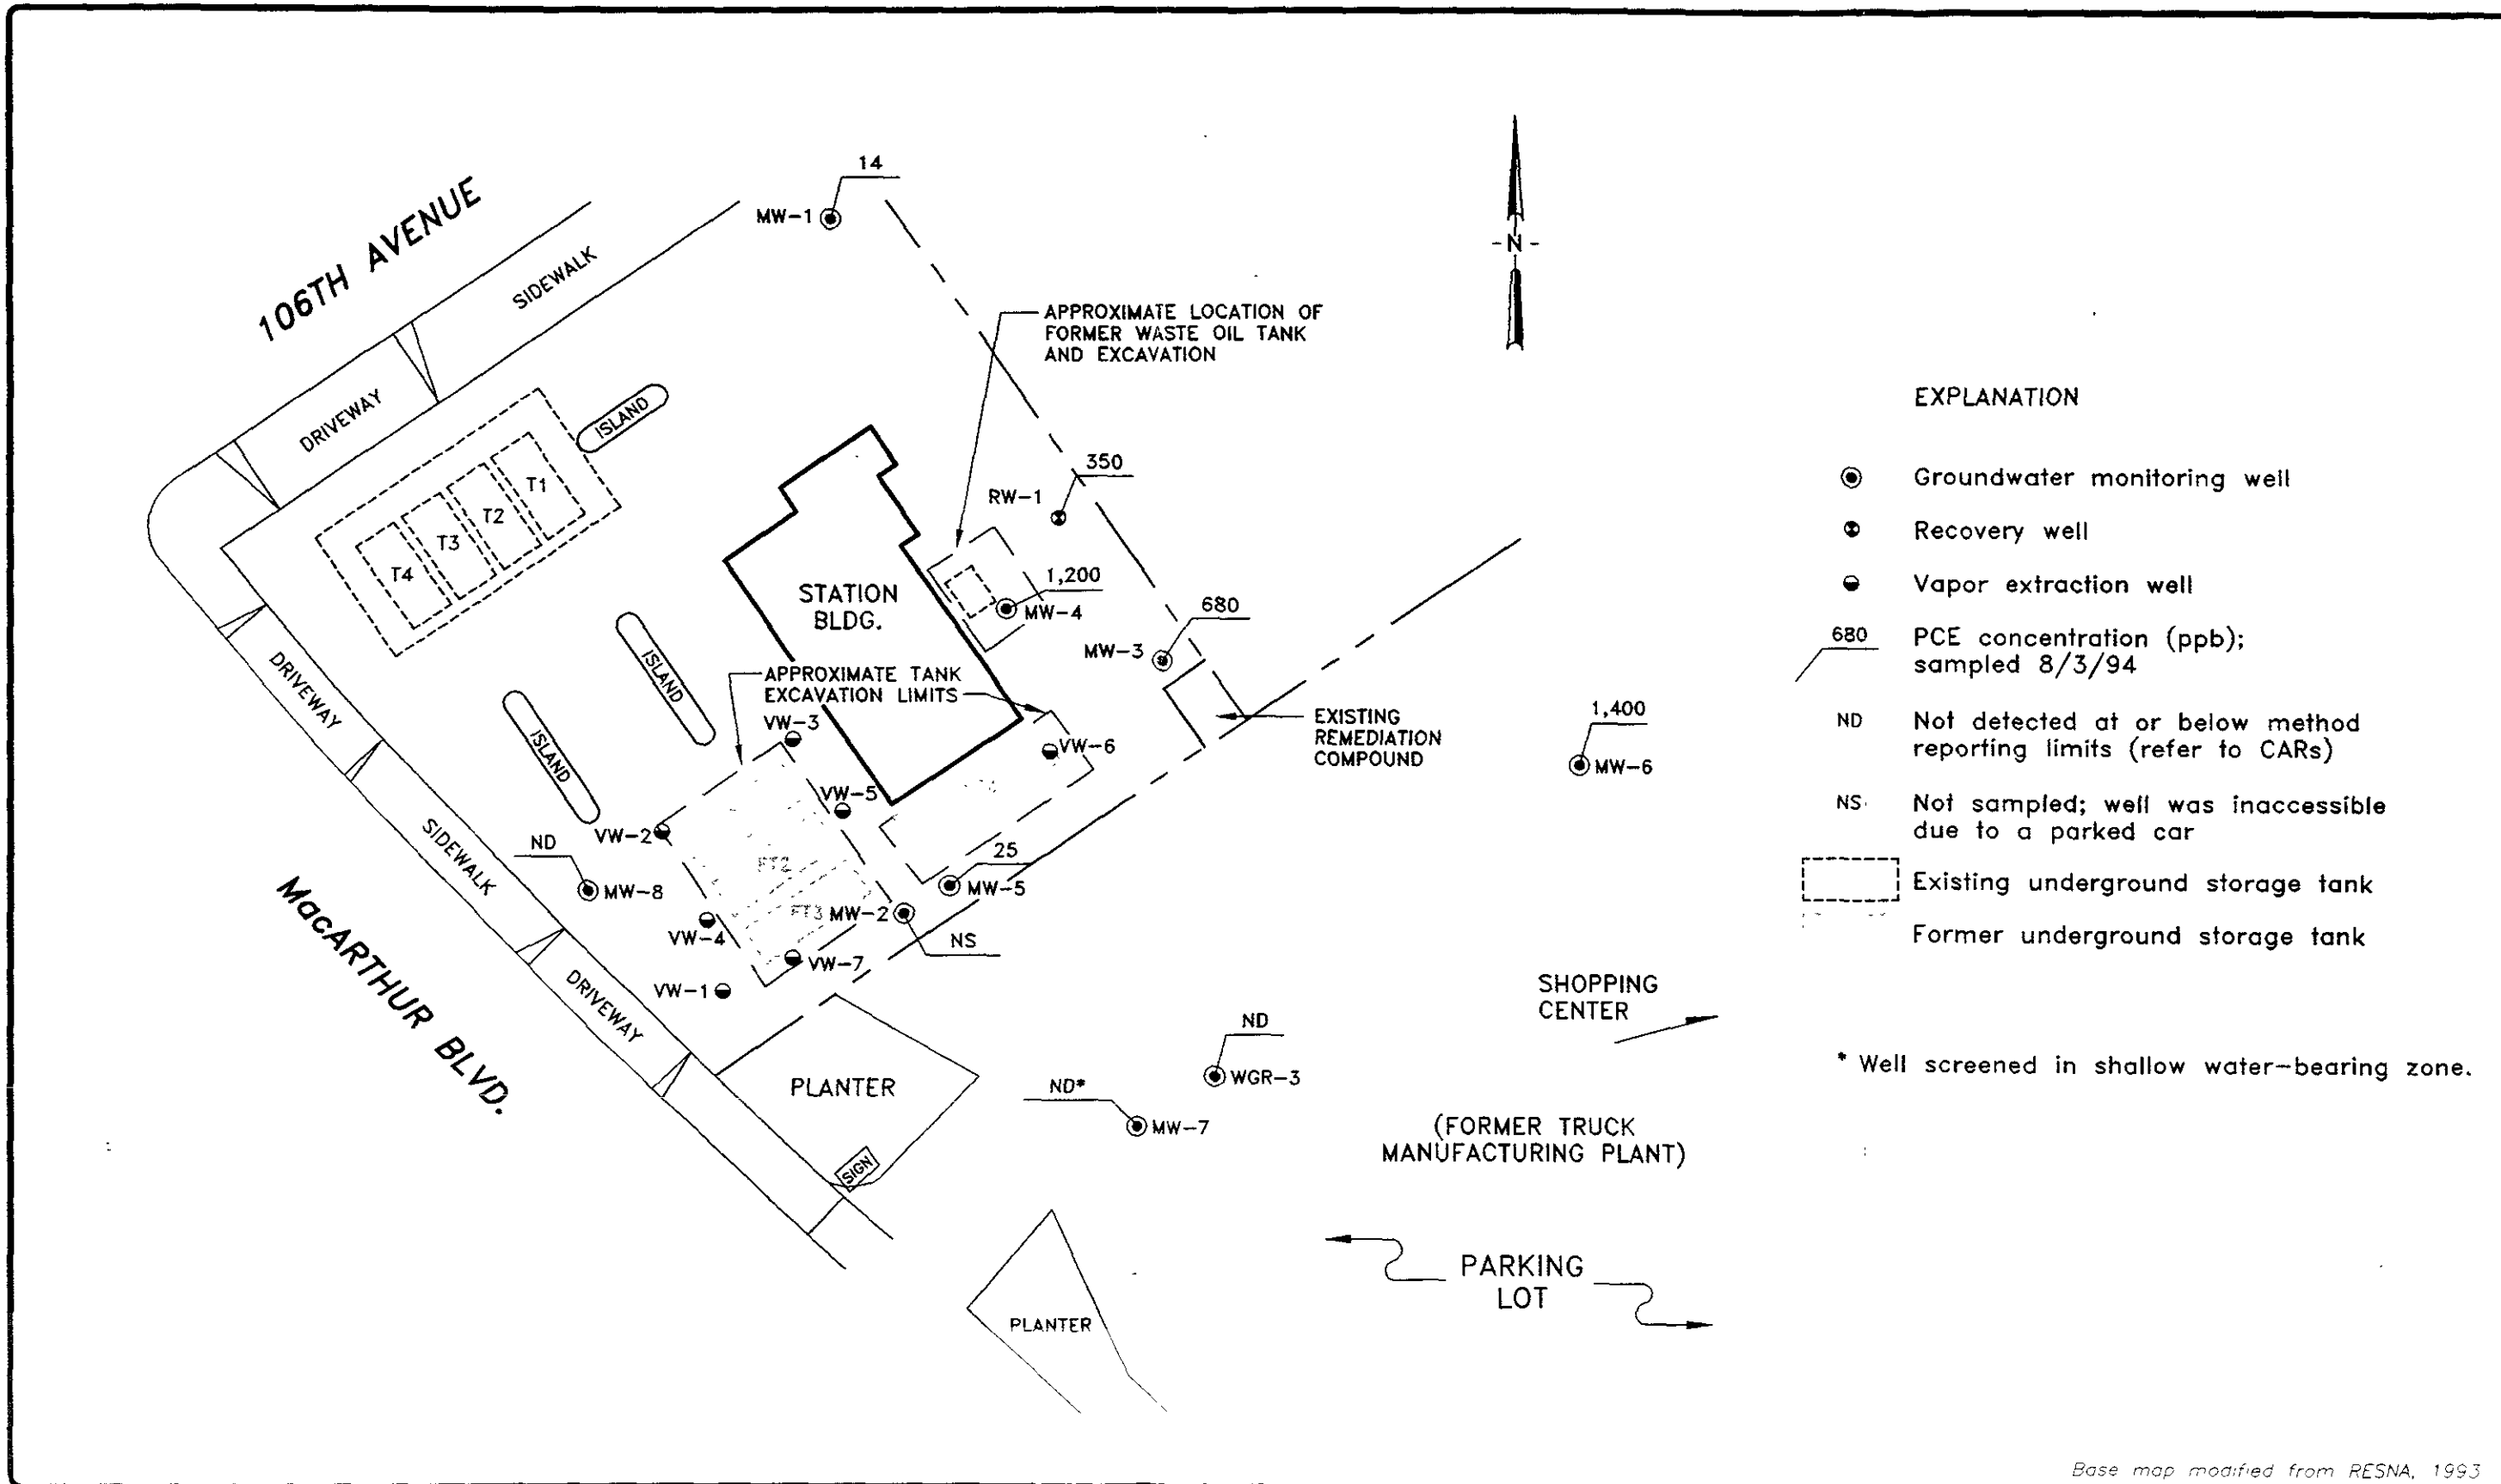 14
MW-1
106TH AVENUE
SIDEWALK
-N-
APPROXIMATE LOCATION OF
FORMER WASTE OIL TANK
AND EXCAVATION
DRIVEWAY
ISLAND
EXPLANATION
T1
T2
T3
T4
350
RW-1
Groundwater monitoring well
Recovery well
Vapor extraction well
STATION
BLDG.
1,200
MW-4
680
MW-3
680
PCE concentration (ppb);
sampled 8/3/94
DRIVEWAY
ISLAND
ISLAND
APPROXIMATE TANK
EXCAVATION LIMITS
VW-3
VW-6
EXISTING
REMEDIATION
COMPOUND
1,400
MW-6
ND
Not detected at or below method
reporting limits (refer to CARs)
NS
Not sampled; well was inaccessible
due to a parked car
VW-5
VW-2
SIDEWALK
ND
MW-8
FT2
25
MW-5
FT3
MW-2
NS
VW-4
VW-7
VW-1
Existing underground storage tank
Former underground storage tank
MacARTHUR BLVD.
DRIVEWAY
SHOPPING
CENTER
PLANTER
ND
WGR-3
ND*
MW-7
* Well screened in shallow water-bearing zone.
(FORMER TRUCK
MANUFACTURING PLANT)
SIGN
PARKING
LOT
PLANTER
Base map modified from RESNA, 1993